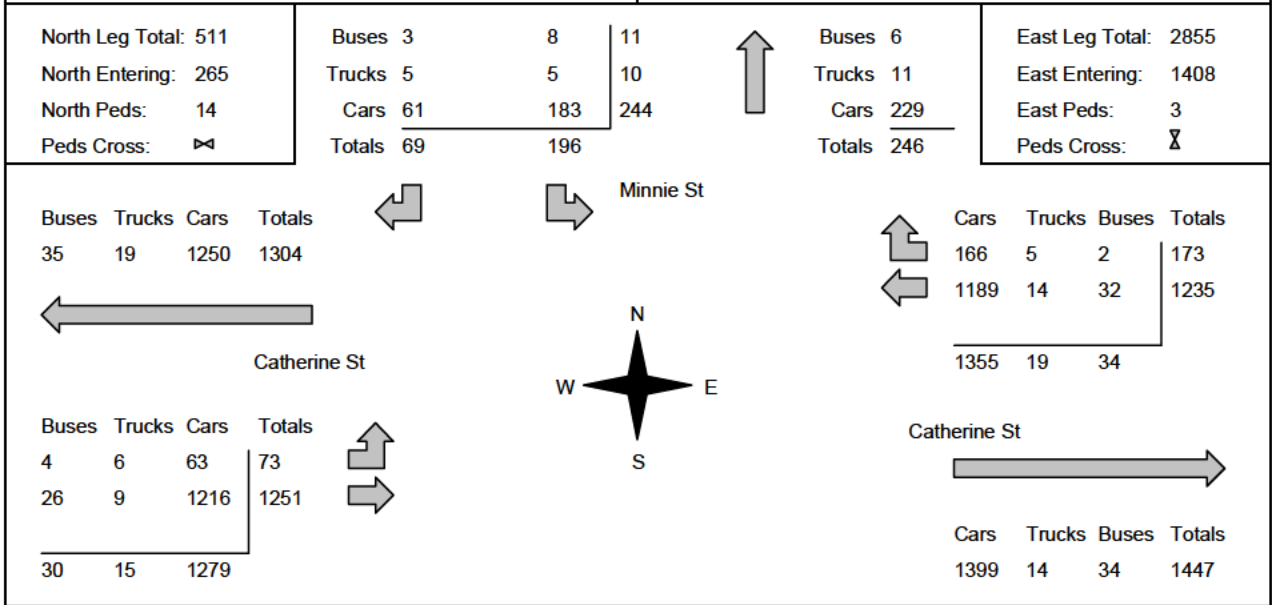 North Leg Total: 511
North Entering: 265
North Peds: 14
Peds Cross:
Buses 3 8 11
Trucks 5 5 10
Cars 61 183 244
Totals 69 196
Buses 6
Trucks 11
Cars 229
Totals 246
East Leg Total: 2855
East Entering: 1408
East Peds: 3
Peds Cross:
Minnie St
Buses Trucks Cars Totals
35 19 1250 1304
Cars Trucks Buses Totals
166 5 2 173
1189 14 32 1235
1355 19 34
Catherine St
N
W E
S
Buses Trucks Cars Totals
4 6 63 73
26 9 1216 1251
30 15 1279
Catherine St
Cars Trucks Buses Totals
1399 14 34 1447